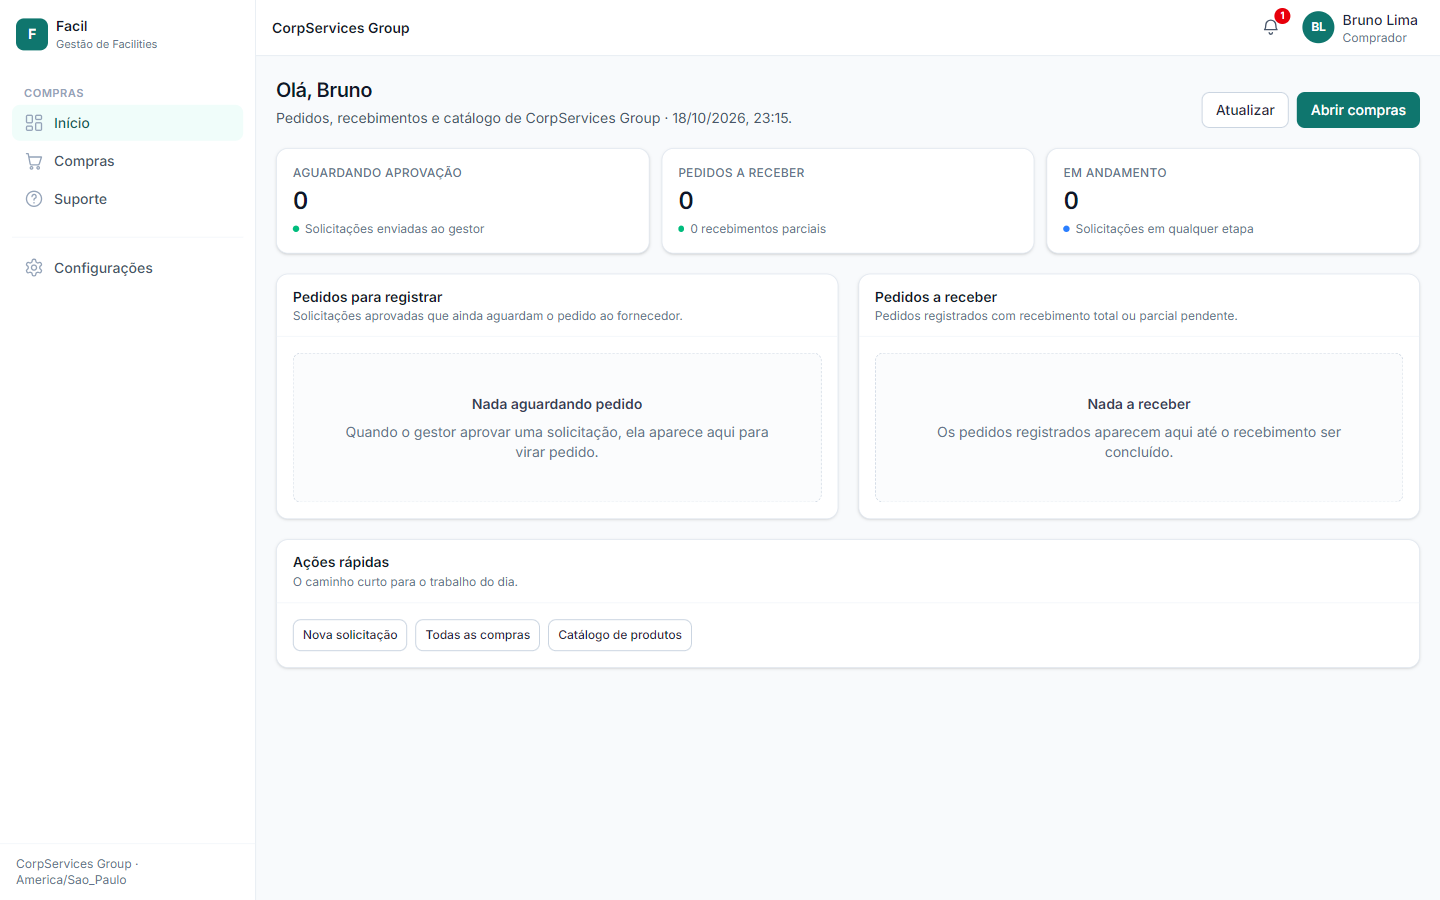 F
Facil
Gestão de Facilities
COMPRAS
Início
Compras
Suporte
Configurações
CorpServices Group ·
America/Sao_Paulo
CorpServices Group
1
BL
Bruno Lima
Comprador
Olá, Bruno
Pedidos, recebimentos e catálogo de CorpServices Group · 18/10/2026, 23:15.
Atualizar
Abrir compras
AGUARDANDO APROVAÇÃO
0
Solicitações enviadas ao gestor
PEDIDOS A RECEBER
0
0 recebimentos parciais
EM ANDAMENTO
0
Solicitações em qualquer etapa
Pedidos para registrar
Solicitações aprovadas que ainda aguardam o pedido ao fornecedor.
Nada aguardando pedido
Quando o gestor aprovar uma solicitação, ela aparece aqui para
virar pedido.
Pedidos a receber
Pedidos registrados com recebimento total ou parcial pendente.
Nada a receber
Os pedidos registrados aparecem aqui até o recebimento ser
concluído.
Ações rápidas
O caminho curto para o trabalho do dia.
Nova solicitação
Todas as compras
Catálogo de produtos